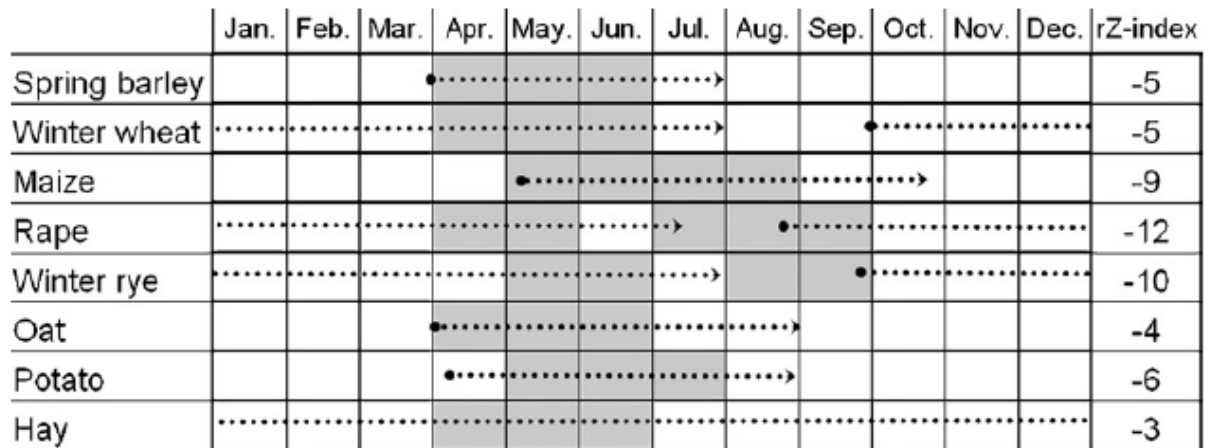 Jan. Feb. Mar. Apr. May. Jun. Jul. Aug. Sep. Oct. Nov. Dec. rZ-index
Spring barley -5
Winter wheat -5
Maize -9
Rape -12
Winter rye -10
Oat -4
Potato -6
Hay -3